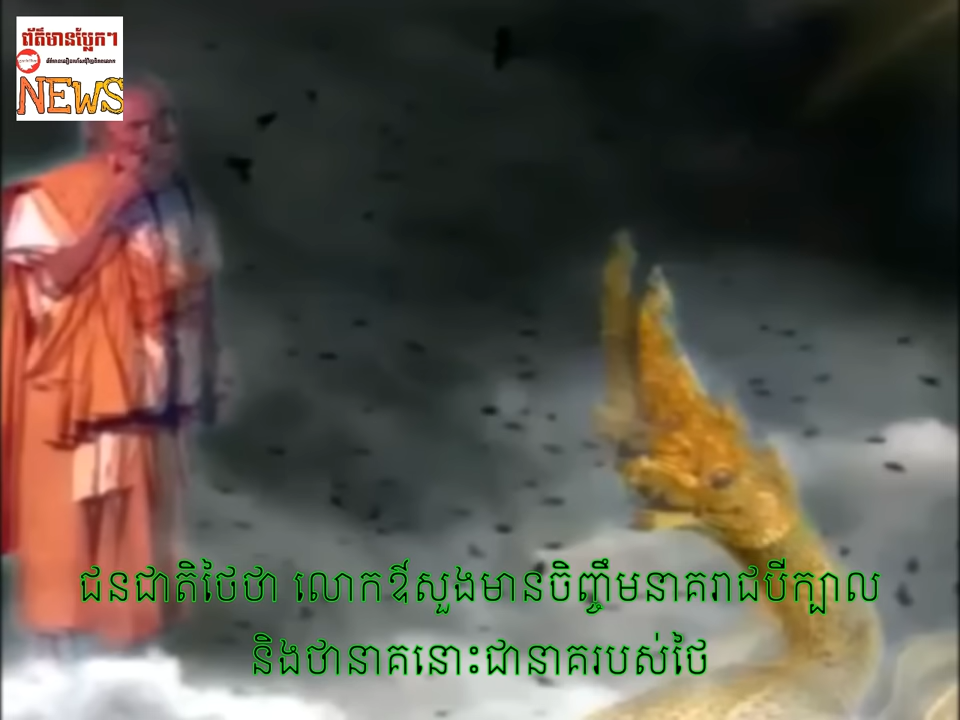 ព័ត៌មានប្លែកៗ
NEWS
ជនជាតិថៃថា លោកឪសួងមានចិញ្ចឹមនាគរាជបីក្បាល
និងថានាគនោះជានាគរបស់ថៃ